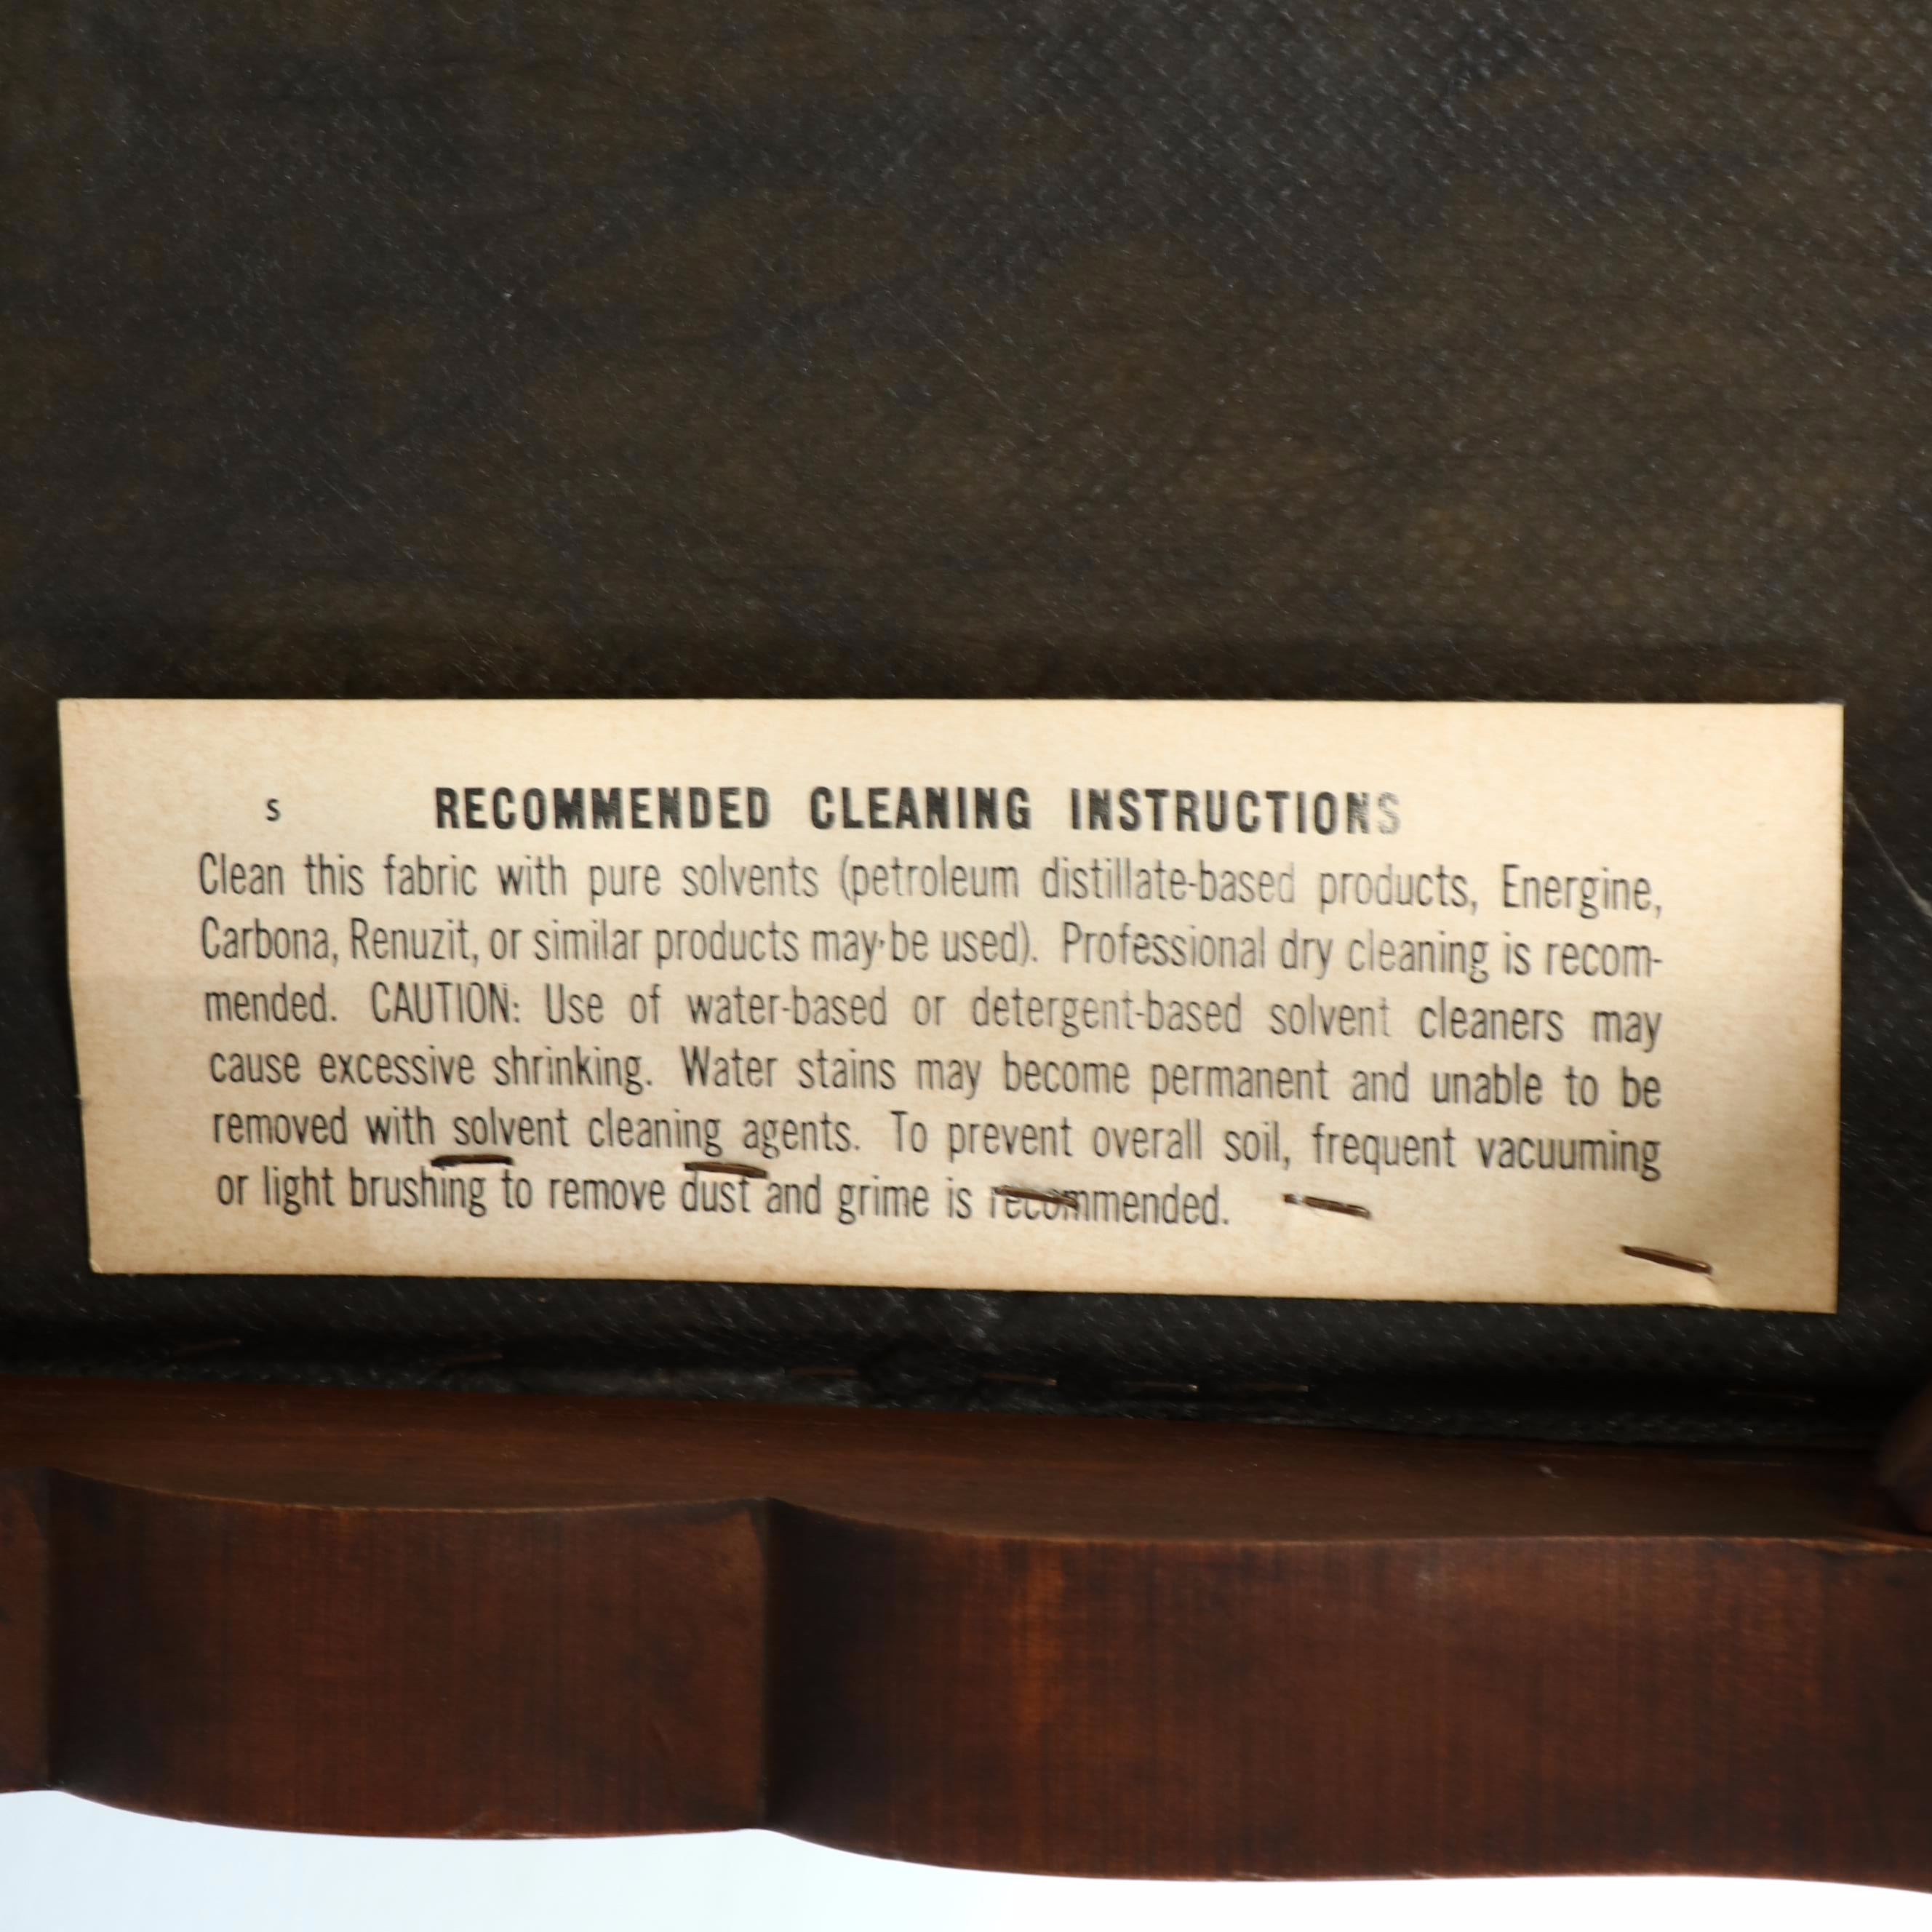 S RECOMMENDED CLEANING INSTRUCTIONS
Clean this fabric with pure solvents (petroleum distillate-based products, Energine,
Carbona, Renuzit, or similar products may be used). Professional dry cleaning is recom-
mended. CAUTION: Use of water-based or detergent-based solvent cleaners may
cause excessive shrinking. Water stains may become permanent and unable to be
removed with solvent cleaning agents. To prevent overall soil, frequent vacuuming
or light brushing to remove dust and grime is recommended.